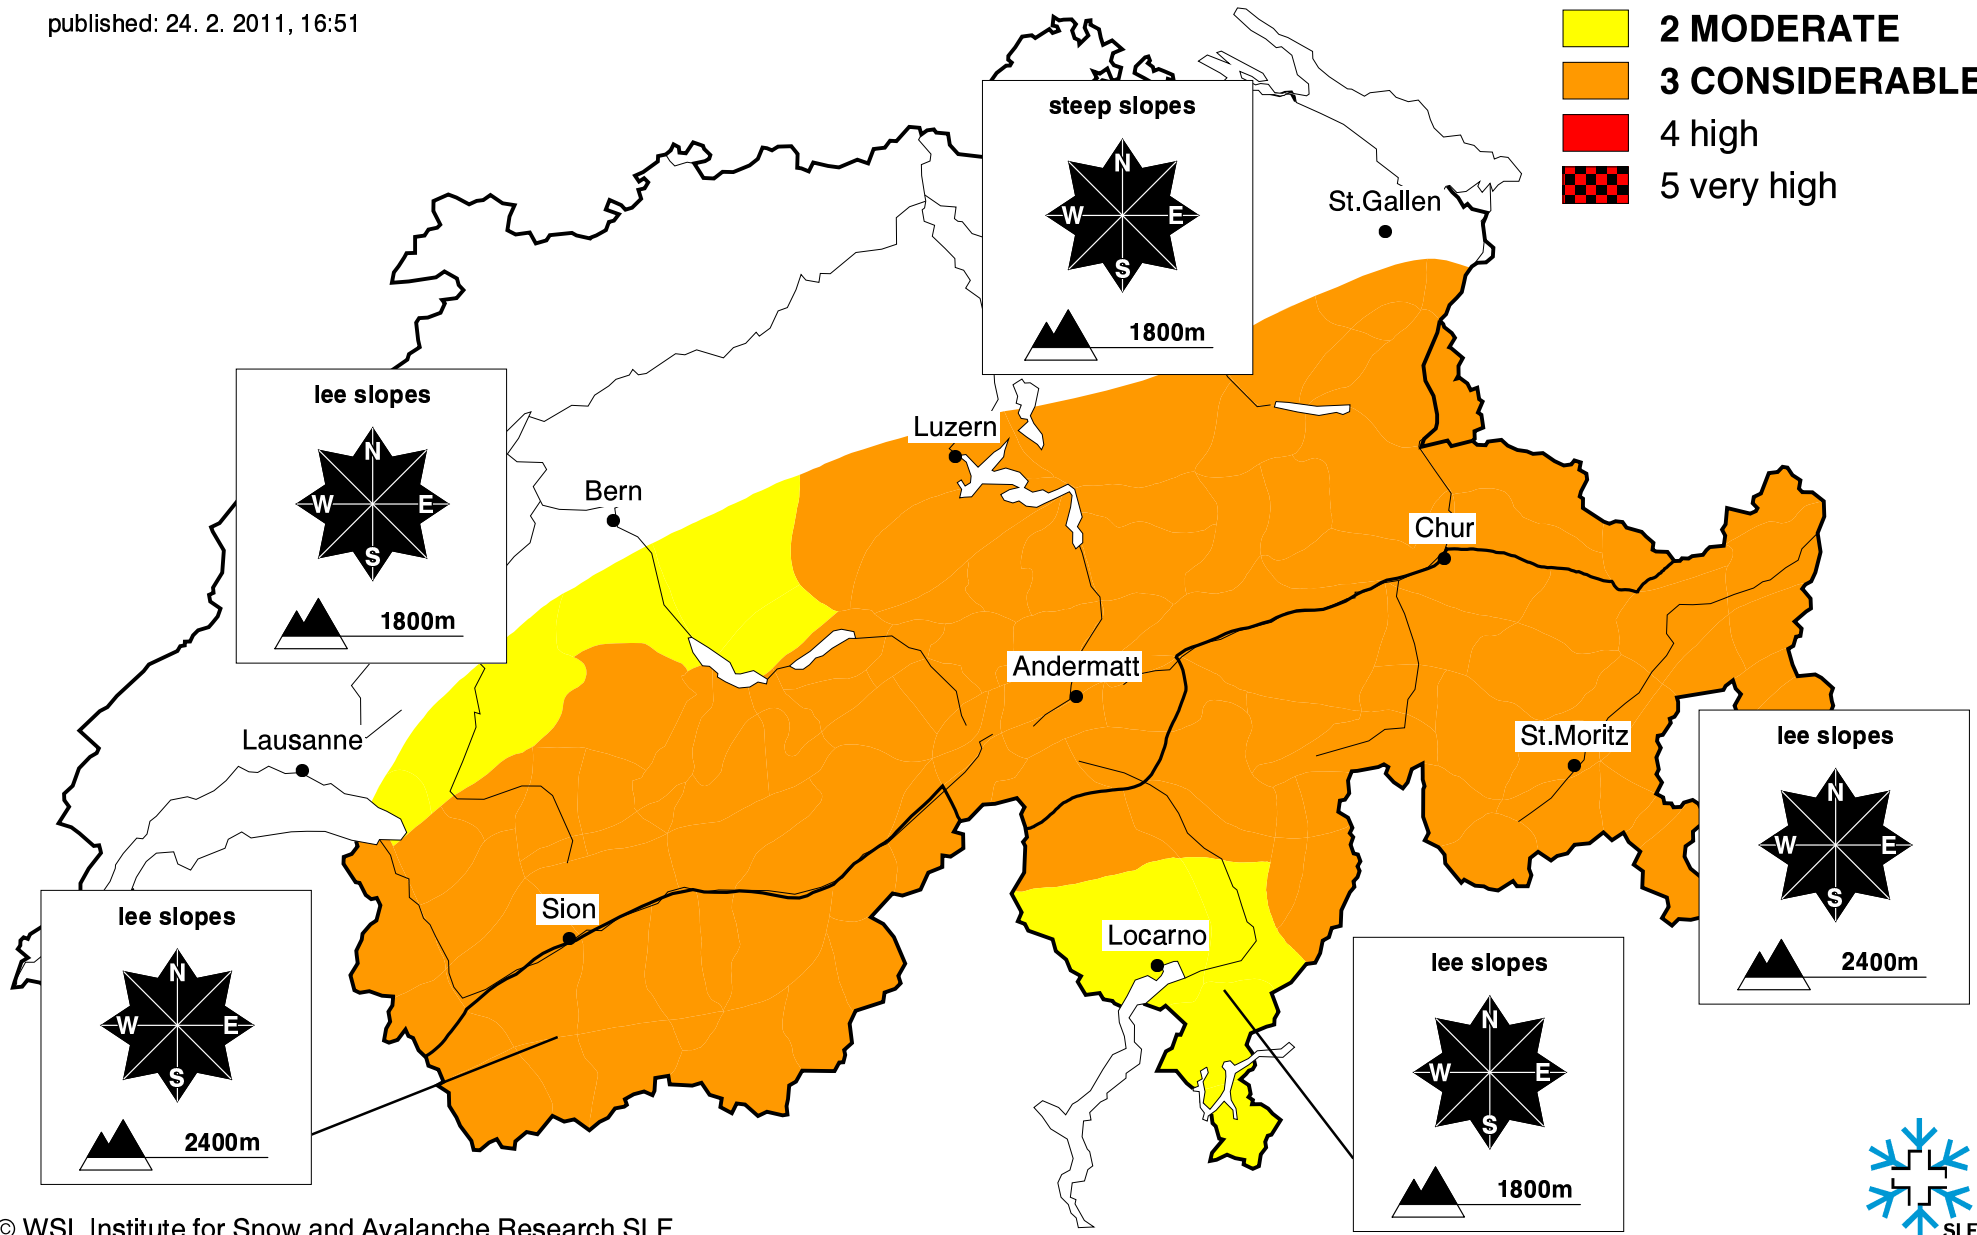 published: 24. 2. 2011, 16:51
2 MODERATE
3 CONSIDERABLE
4 high
5 very high
steep slopes
N
W E
S
1800m
St.Gallen
lee slopes
N
W E
S
1800m
Luzern
Bern
Chur
Andermatt
Lausanne
St.Moritz
lee slopes
N
W E
S
2400m
Sion
lee slopes
N
W E
S
2400m
Locarno
lee slopes
N
W E
S
1800m
© WSL Institute for Snow and Avalanche Research SLF
SLF